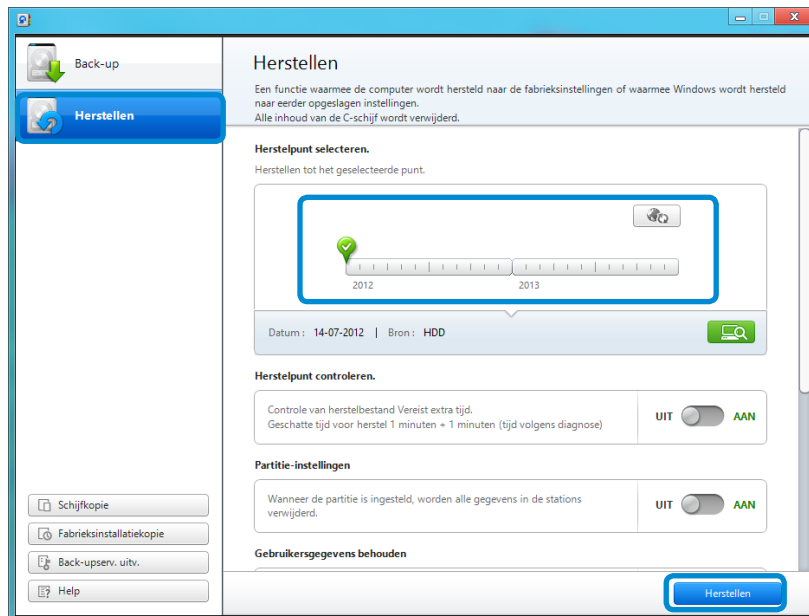 Back-up
Herstellen
Schijfkopie
Fabrieksinstallatiekopie
Back-upserv. uitv.
Help
Herstellen
Een functie waarmee de computer wordt hersteld naar de fabrieksinstellingen of waarmee Windows wordt hersteld
naar eerder opgeslagen instellingen.
Alle inhoud van de C-schijf wordt verwijderd.
Herstelpunt selecteren.
Herstellen tot het geselecteerde punt.
2012 2013
Datum : 14-07-2012 | Bron : HDD
Herstelpunt controleren.
Controle van herstelbestand Vereist extra tijd.
Geschatte tijd voor herstel 1 minuten + 1 minuten (tijd volgens diagnose)
UIT AAN
Partitie-instellingen
Wanneer de partitie is ingesteld, worden alle gegevens in de stations
verwijderd.
UIT AAN
Gebruikersgegevens behouden
Herstellen